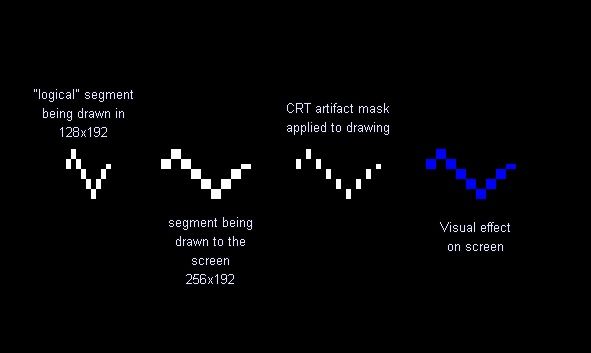 "logical" segment
being drawn in
128x192
segment being
drawn to the
screen
256x192
CRT artifact mask
applied to drawing
Visual effect
on screen